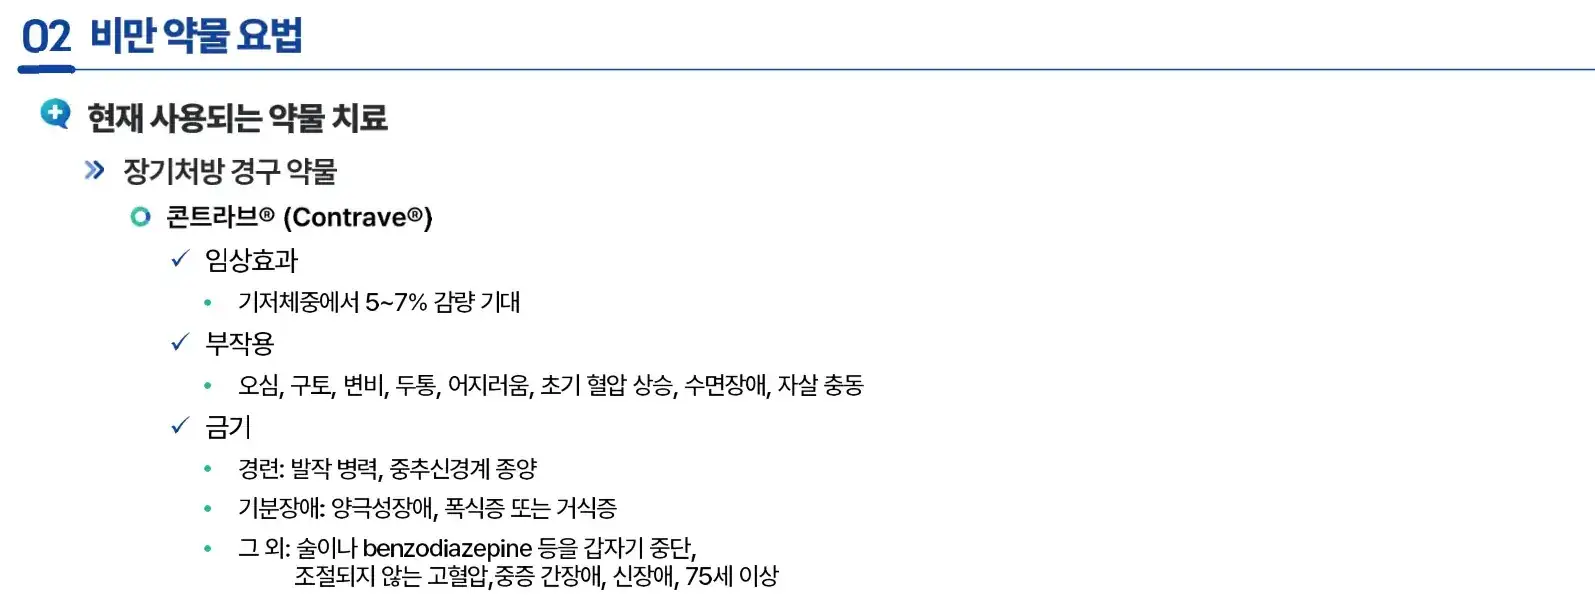 02 비만 약물 요법
현재 사용되는 약물 치료
장기처방 경구 약물
콘트라브® (Contrave®)
임상효과
기저체중에서 5~7% 감량 기대
부작용
오심, 구토, 변비, 두통, 어지러움, 초기 혈압 상승, 수면장애, 자살 충동
금기
경련: 발작 병력, 중추신경계 종양
기분장애: 양극성장애, 폭식증 또는 거식증
그 외: 술이나 benzodiazepine 등을 갑자기 중단,
조절되지 않는 고혈압,중증 간장애, 신장애, 75세 이상